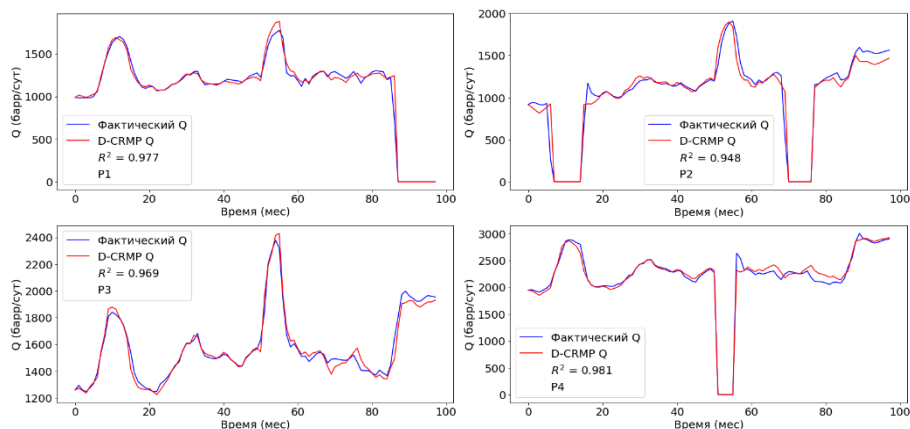 Q (барр/сут)
1500
1000
500
0
Фактический Q
D-CRMP Q
R² = 0.977
P1
0 20 40 60 80 100
Время (мес)
Q (барр/сут)
2000
1500
1000
500
0
Фактический Q
D-CRMP Q
R² = 0.948
P2
0 20 40 60 80 100
Время (мес)
Q (барр/сут)
2400
2200
2000
1800
1600
1400
1200
Фактический Q
D-CRMP Q
R² = 0.969
P3
0 20 40 60 80 100
Время (мес)
Q (барр/сут)
3000
2500
2000
1500
1000
500
0
Фактический Q
D-CRMP Q
R² = 0.981
P4
0 20 40 60 80 100
Время (мес)